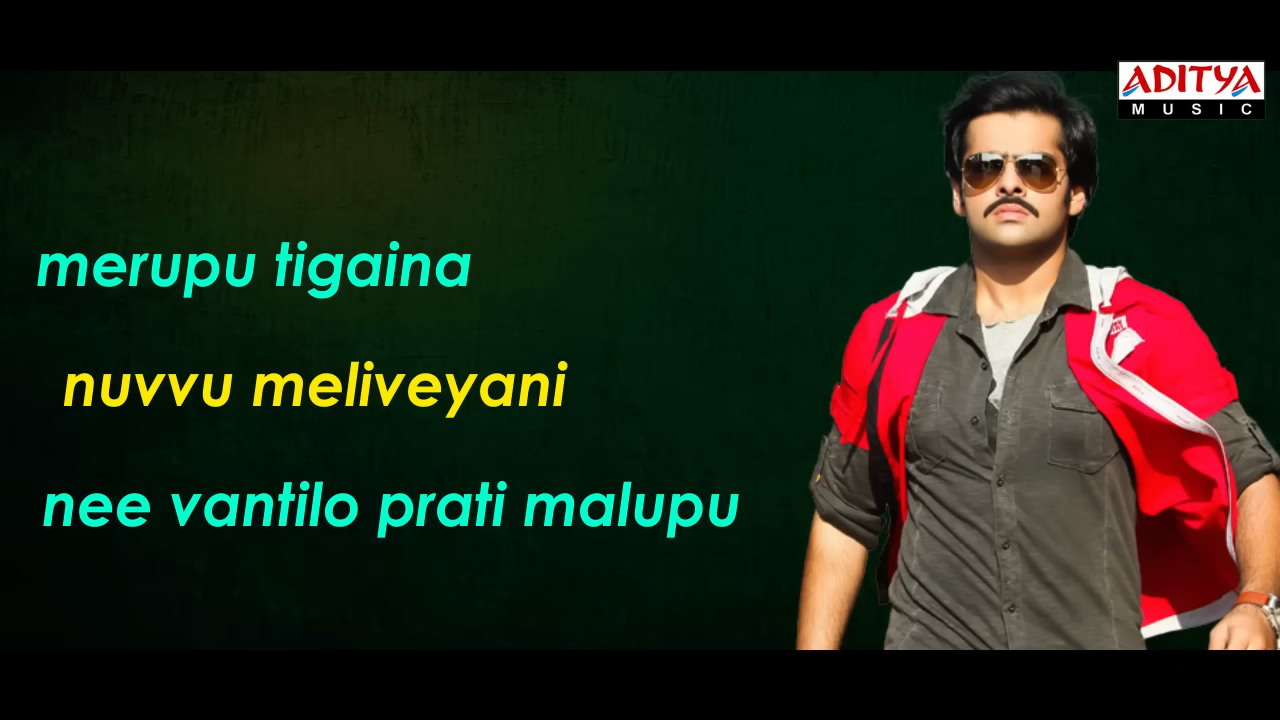 ADITYA
MUSIC
merupu tigaina
nuvvu meliveyani
nee vantilo prati malupu